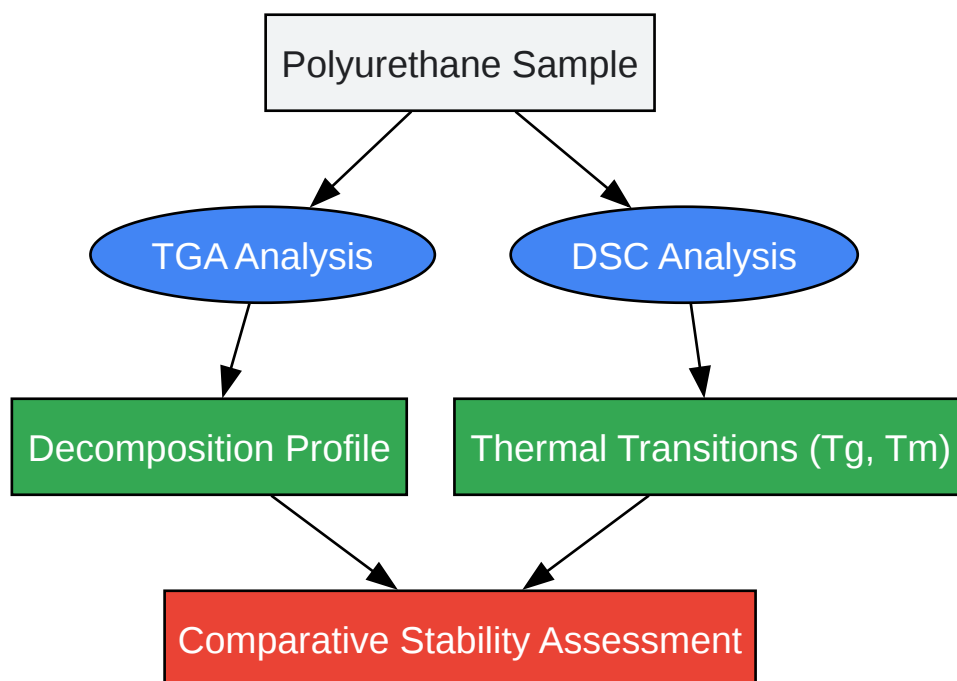 Polyurethane Sample
TGA Analysis
DSC Analysis
Decomposition Profile
Thermal Transitions (Tg, Tm)
Comparative Stability Assessment